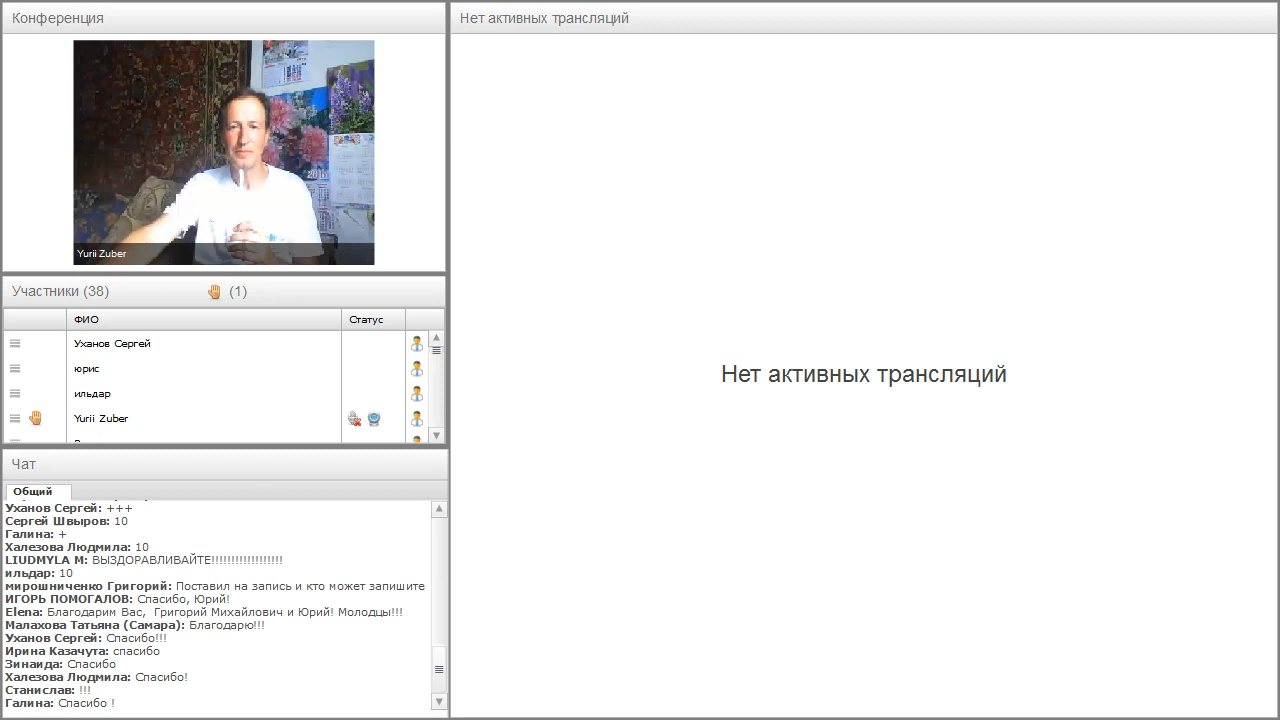 Конференция
Нет активных трансляций
Yurii Zuber
Участники (38)
(1)
ФИО
Статус
Уханов Сергей
юрис
ильдар
Yurii Zuber
Чат
Общий
Уханов Сергей: +++
Сергей Швыров: 10
Галина: +
Халезова Людмила: 10
LIUDMYLA M: ВЫЗДОРАВЛИВАЙТЕ!!!!!!!!!!!!!!!!!!
ильдар: 10
мирошниченко Григорий: Поставил на запись и кто может запишите
ИГОРЬ ПОМОГАЛОВ: Спасибо, Юрий!
Elena: Благодарим Вас, Григорий Михайлович и Юрий! Молодцы!!!
Малахова Татьяна (Самара): Благодарю!!!
Уханов Сергей: Спасибо!!!
Ирина Казачута: спасибо
Зинаида: Спасибо
Халезова Людмила: Спасибо!
Станислав: !!!
Галина: Спасибо !
Нет активных трансляций